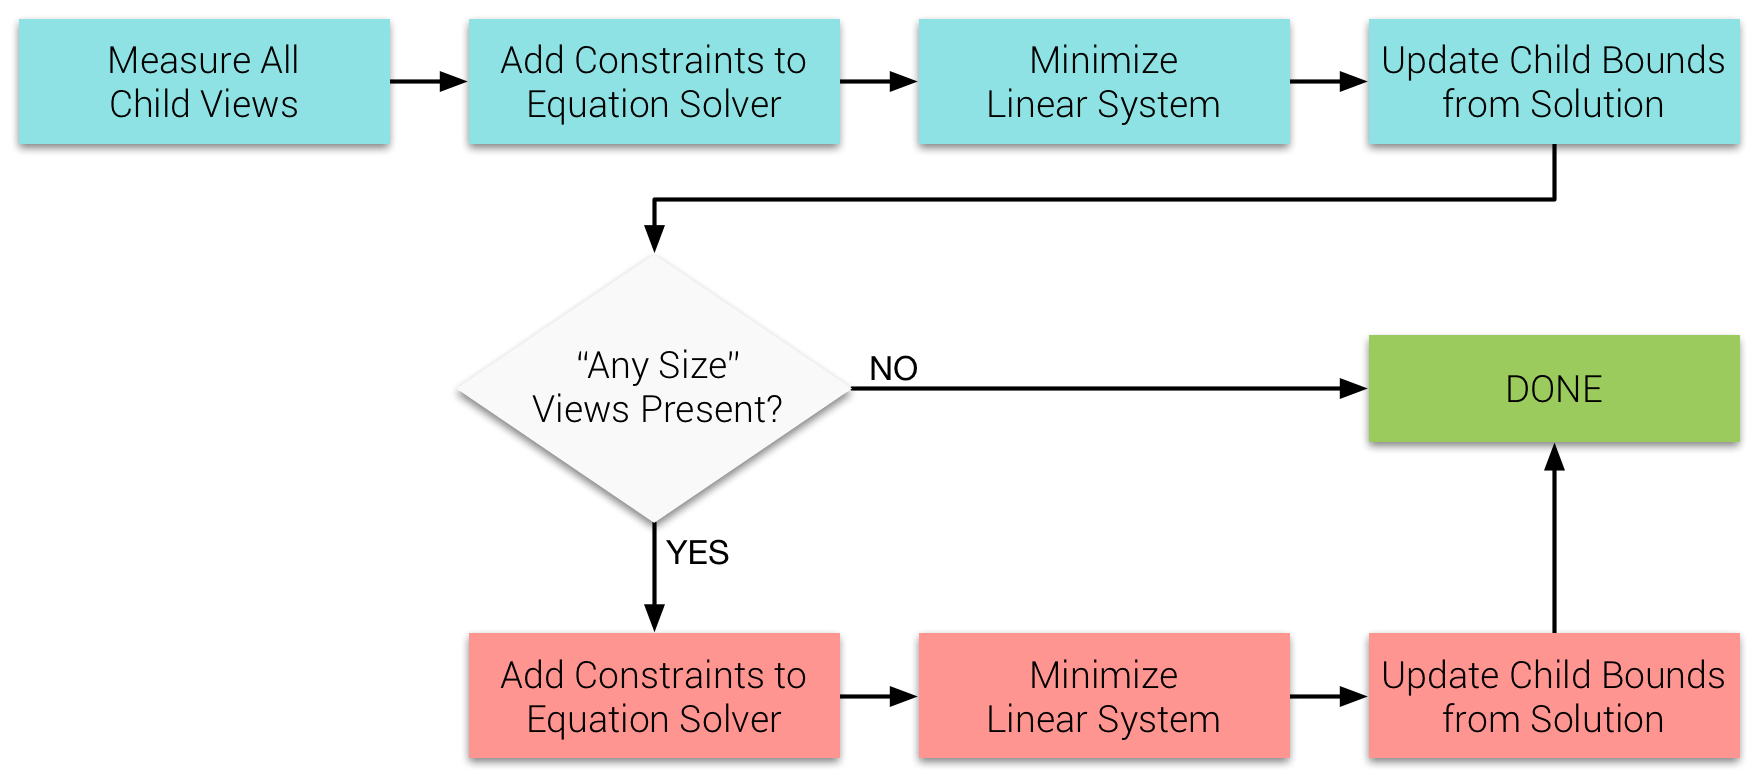 Measure All
Child Views
Add Constraints to
Equation Solver
Minimize
Linear System
Update Child Bounds
from Solution
“Any Size”
Views Present?
NO
DONE
YES
Add Constraints to
Equation Solver
Minimize
Linear System
Update Child Bounds
from Solution